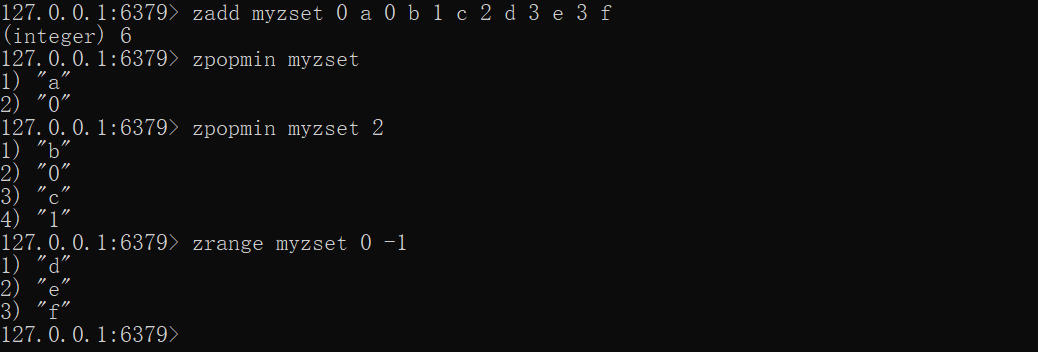 127.0.0.1:6379> zadd myzset 0 a 0 b 1 c 2 d 3 e 3 f
(integer) 6
127.0.0.1:6379> zpopmin myzset
1) "a"
2) "0"
127.0.0.1:6379> zpopmin myzset 2
1) "b"
2) "0"
3) "c"
4) "1"
127.0.0.1:6379> zrange myzset 0 -1
1) "d"
2) "e"
3) "f"
127.0.0.1:6379>